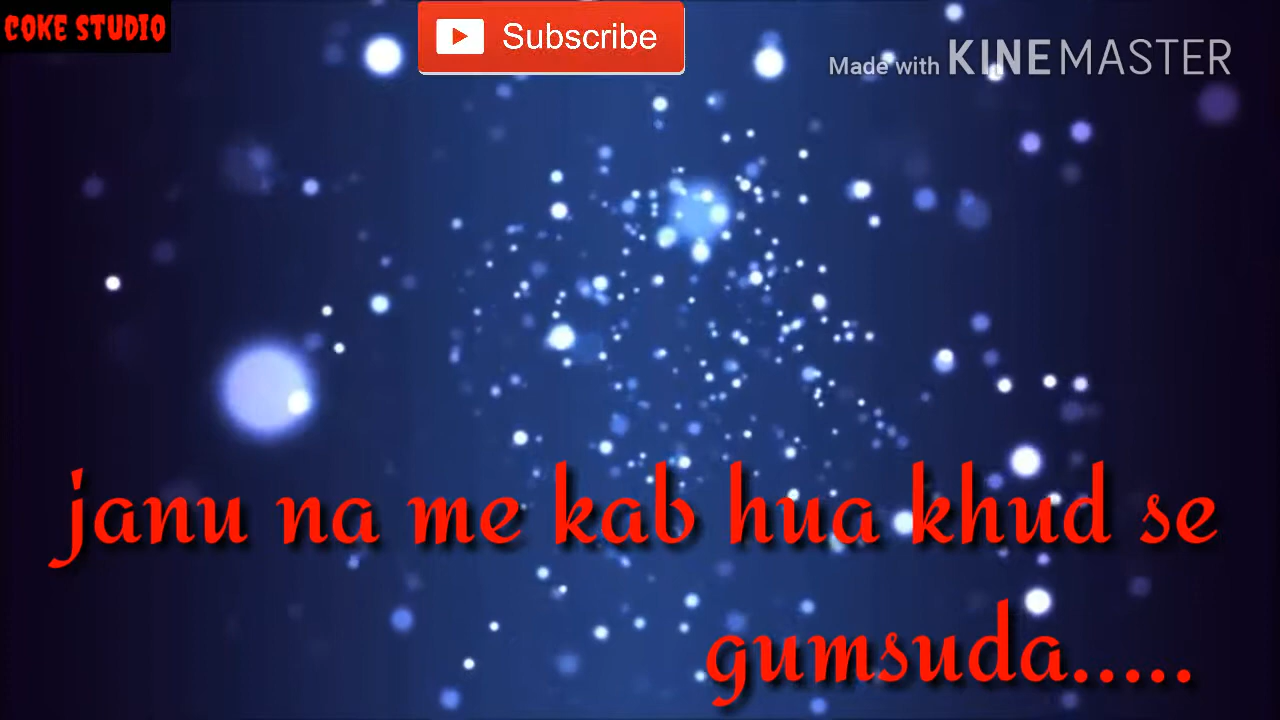 COKE STUDIO
Subscribe
Made with KINEMASTER
janu na me kab hua khud se
gumsuda.....